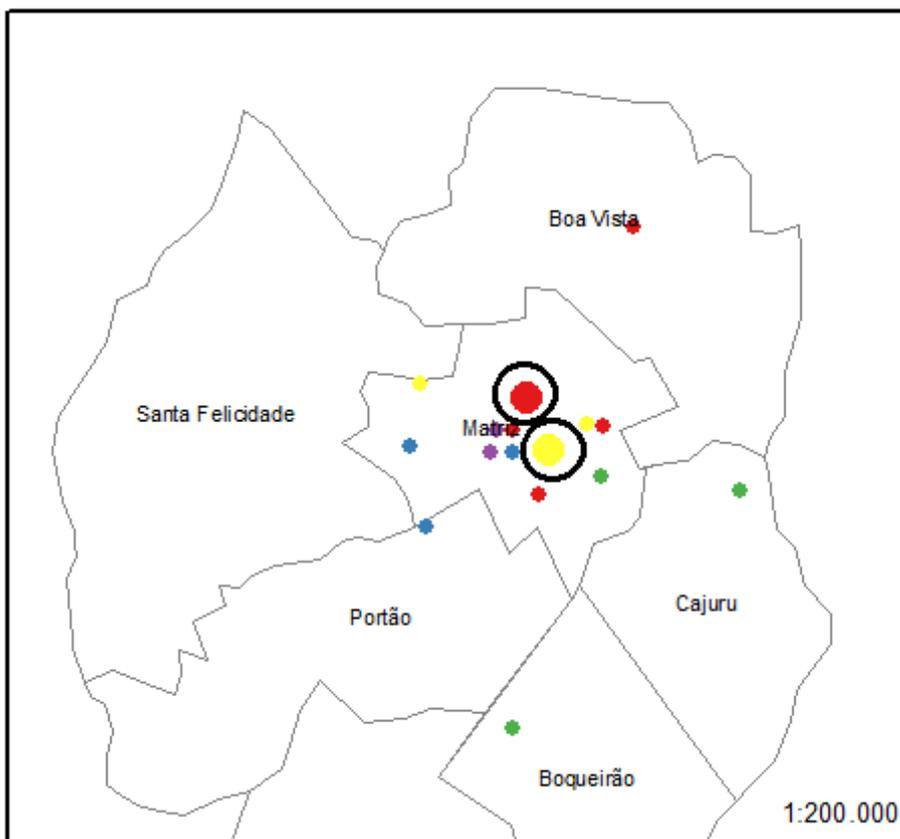 Boa Vista
Santa Felicidade
Matriz
Portão
Cajuru
Boqueirão
1:200.000